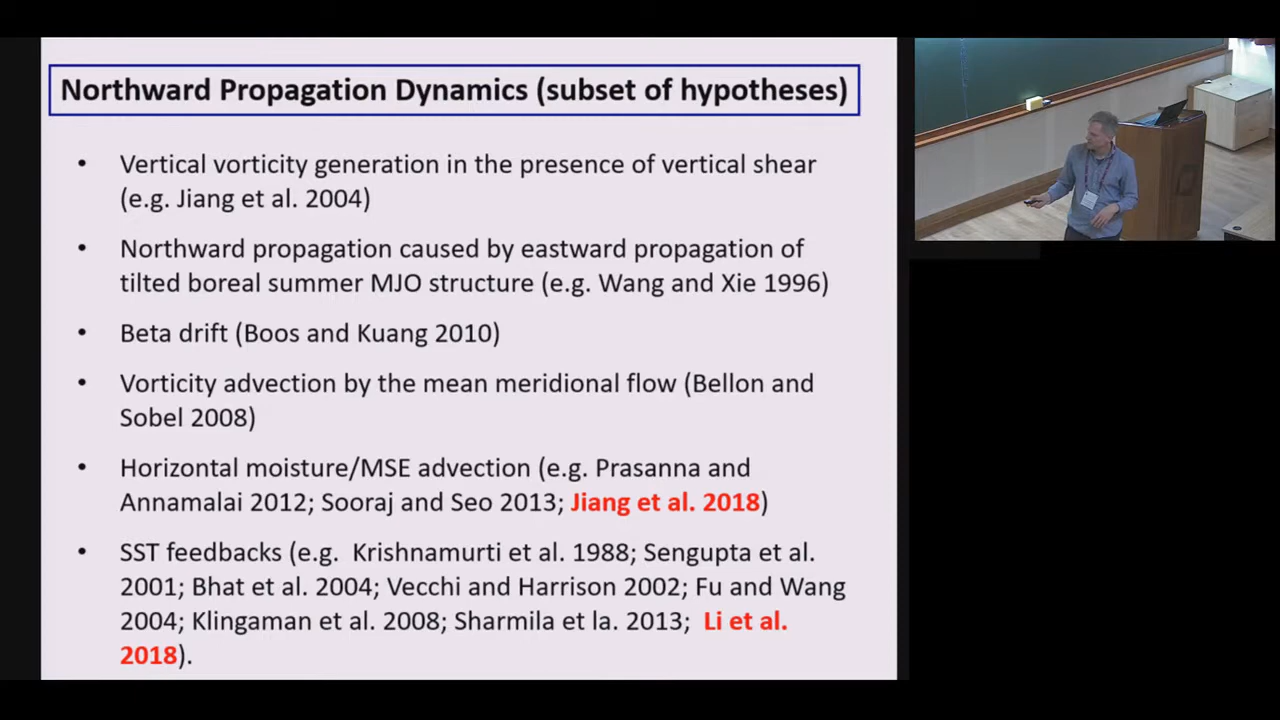 Northward Propagation Dynamics (subset of hypotheses)
• Vertical vorticity generation in the presence of vertical shear
(e.g. Jiang et al. 2004)
• Northward propagation caused by eastward propagation of
tilted boreal summer MJO structure (e.g. Wang and Xie 1996)
• Beta drift (Boos and Kuang 2010)
• Vorticity advection by the mean meridional flow (Bellon and
Sobel 2008)
• Horizontal moisture/MSE advection (e.g. Prasanna and
Annamalai 2012; Sooraj and Seo 2013; Jiang et al. 2018)
• SST feedbacks (e.g. Krishnamurti et al. 1988; Sengupta et al.
2001; Bhat et al. 2004; Vecchi and Harrison 2002; Fu and Wang
2004; Klingaman et al. 2008; Sharmila et la. 2013; Li et al.
2018).